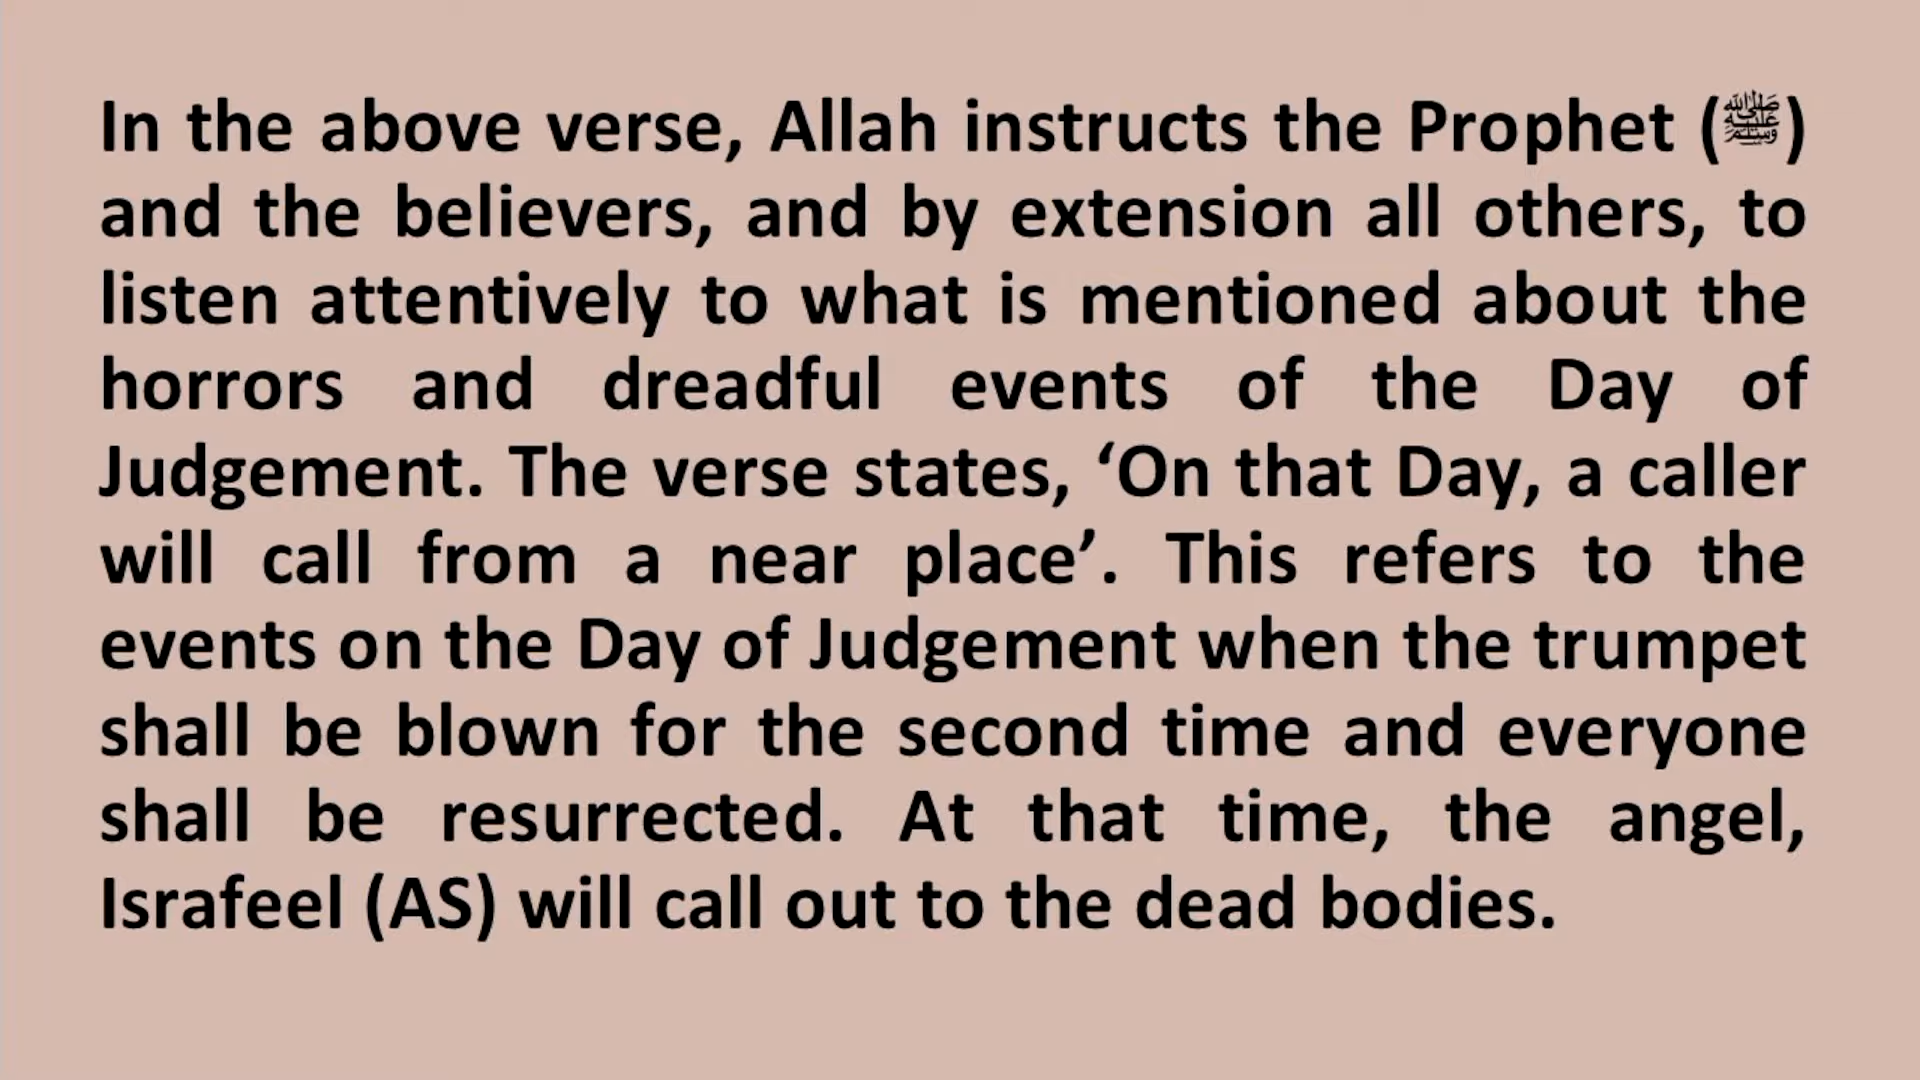 In the above verse, Allah instructs the Prophet (ﷺ)
and the believers, and by extension all others, to
listen attentively to what is mentioned about the
horrors and dreadful events of the Day of
Judgement. The verse states, ‘On that Day, a caller
will call from a near place’. This refers to the
events on the Day of Judgement when the trumpet
shall be blown for the second time and everyone
shall be resurrected. At that time, the angel,
Israfeel (AS) will call out to the dead bodies.